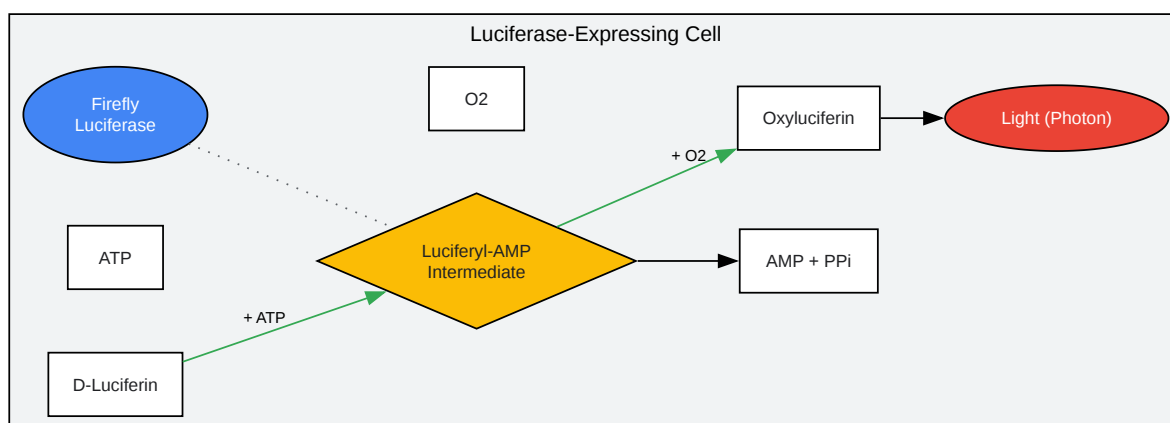 Luciferase-Expressing Cell
Firefly
Luciferase
O2
Oxyluciferin
Light (Photon)
+ O2
ATP
Luciferyl-AMP
Intermediate
AMP + PPi
+ ATP
D-Luciferin